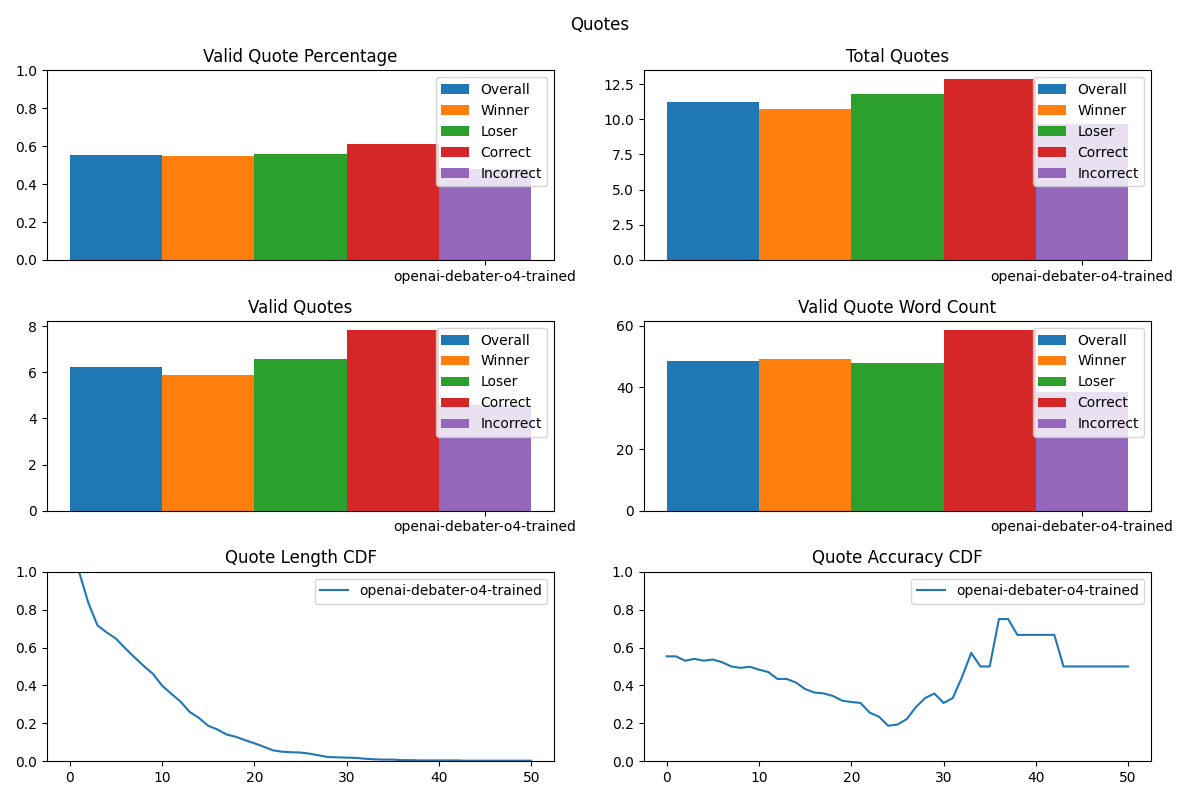 Quotes
Valid Quote Percentage
1.0
0.8
0.6
0.4
0.2
0.0
Overall
Winner
Loser
Correct
Incorrect
openai-debater-o4-trained
Total Quotes
12.5
10.0
7.5
5.0
2.5
0.0
Overall
Winner
Loser
Correct
Incorrect
openai-debater-o4-trained
Valid Quotes
8
6
4
2
0
Overall
Winner
Loser
Correct
Incorrect
openai-debater-o4-trained
Valid Quote Word Count
60
40
20
0
Overall
Winner
Loser
Correct
Incorrect
openai-debater-o4-trained
Quote Length CDF
1.0
0.8
0.6
0.4
0.2
0.0
openai-debater-o4-trained
0 10 20 30 40 50
Quote Accuracy CDF
1.0
0.8
0.6
0.4
0.2
0.0
openai-debater-o4-trained
0 10 20 30 40 50